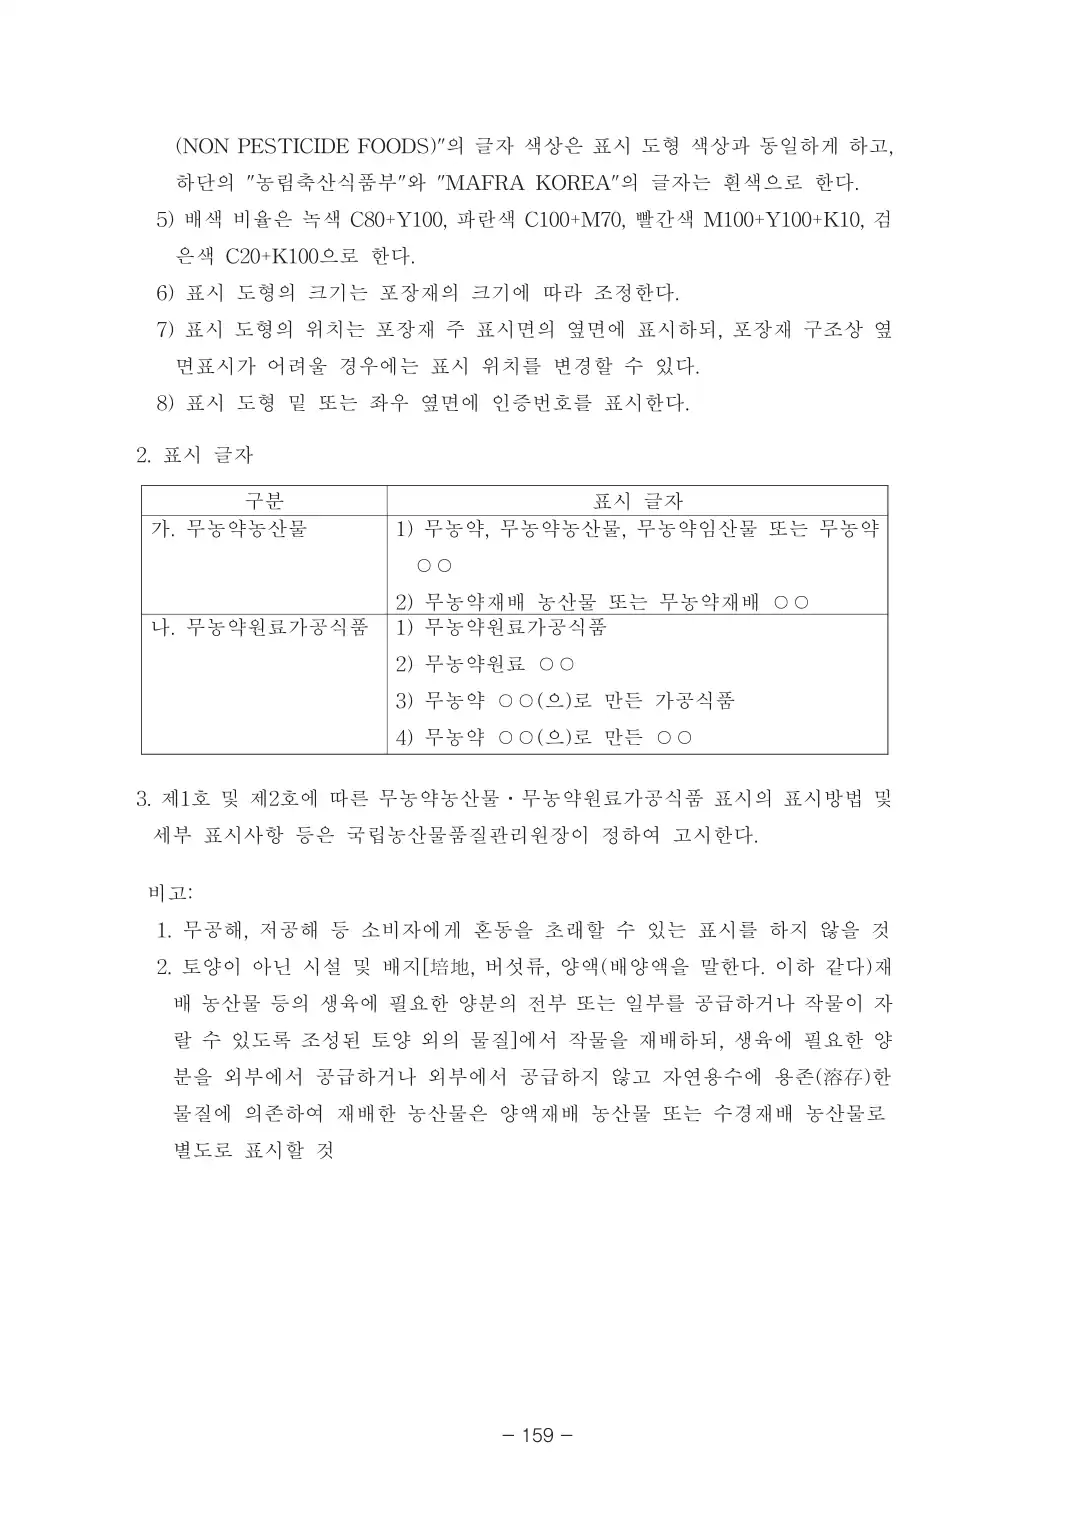 (NON PESTICIDE FOODS)"의 글자 색상은 표시 도형 색상과 동일하게 하고,
하단의 "농림축산식품부"와 "MAFRA KOREA"의 글자는 흰색으로 한다.
5) 배색 비율은 녹색 C80+Y100, 파란색 C100+M70, 빨간색 M100+Y100+K10, 검
은색 C20+K100으로 한다.
6) 표시 도형의 크기는 포장재의 크기에 따라 조정한다.
7) 표시 도형의 위치는 포장재 주 표시면의 옆면에 표시하되, 포장재 구조상 옆
면표시가 어려울 경우에는 표시 위치를 변경할 수 있다.
8) 표시 도형 밑 또는 좌우 옆면에 인증번호를 표시한다.
2. 표시 글자
구분 표시 글자
가. 무농약농산물 1) 무농약, 무농약농산물, 무농약임산물 또는 무농약
○○
2) 무농약재배 농산물 또는 무농약재배 ○○
나. 무농약원료가공식품 1) 무농약원료가공식품
2) 무농약원료 ○○
3) 무농약 ○○(으)로 만든 가공식품
4) 무농약 ○○(으)로 만든 ○○
3. 제1호 및 제2호에 따른 무농약농산물・무농약원료가공식품 표시의 표시방법 및
세부 표시사항 등은 국립농산물품질관리원장이 정하여 고시한다.
비고:
1. 무공해, 저공해 등 소비자에게 혼동을 초래할 수 있는 표시를 하지 않을 것
2. 토양이 아닌 시설 및 배지[培地, 버섯류, 양액(배양액을 말한다. 이하 같다)재
배 농산물 등의 생육에 필요한 양분의 전부 또는 일부를 공급하거나 작물이 자
랄 수 있도록 조성된 토양 외의 물질]에서 작물을 재배하되, 생육에 필요한 양
분을 외부에서 공급하거나 외부에서 공급하지 않고 자연용수에 용존(溶存)한
물질에 의존하여 재배한 농산물은 양액재배 농산물 또는 수경재배 농산물로
별도로 표시할 것
- 159 -